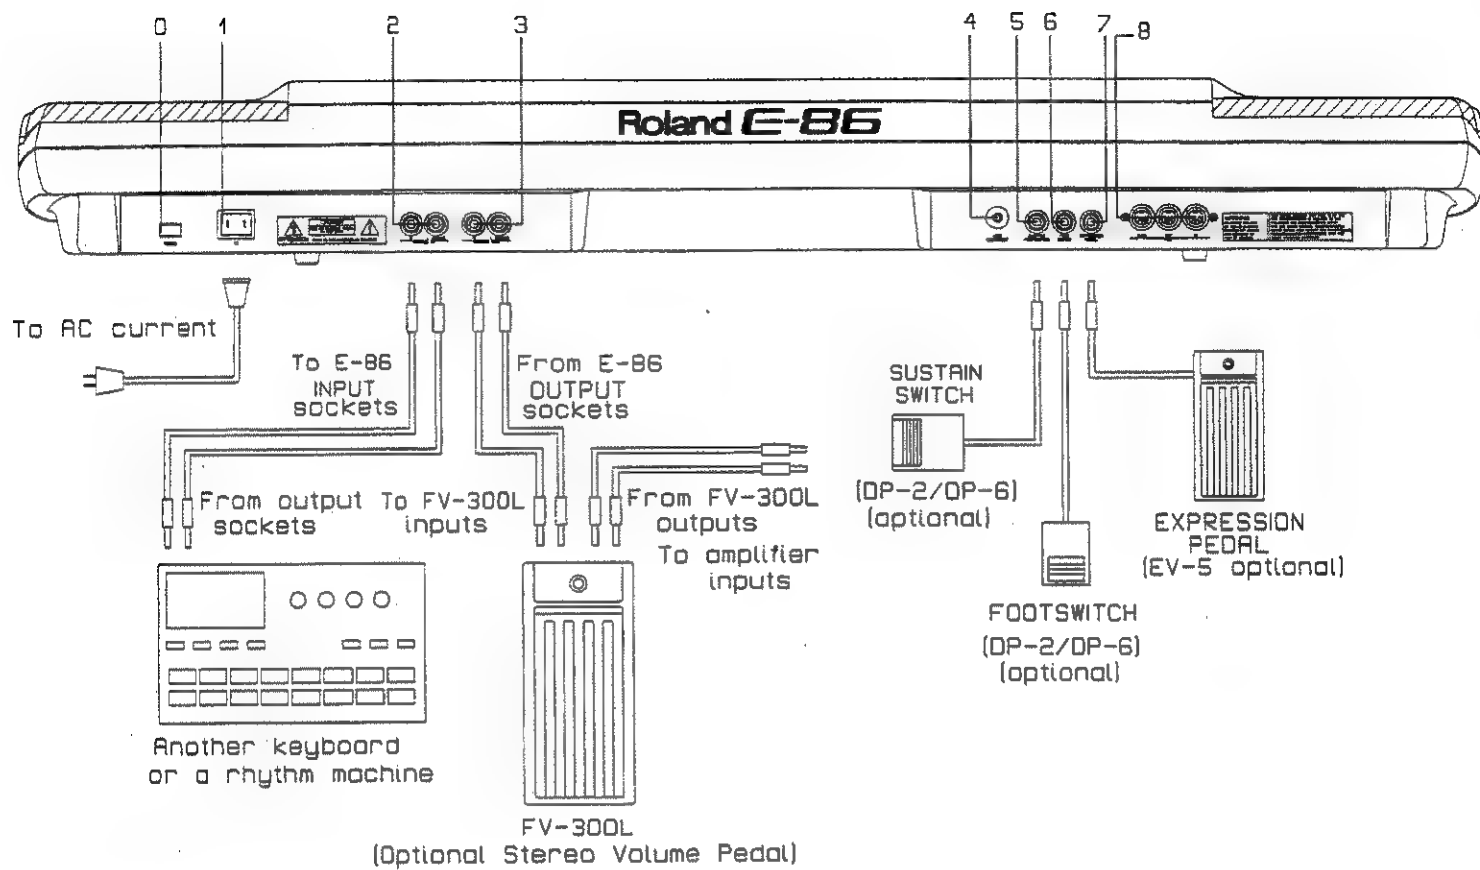 0 1 2 3 4 5 6 7 8
Roland E-86
To AC current
To E-86
INPUT
sockets
From E-86
OUTPUT
sockets
SUSTAIN
SWITCH
(DP-2/DP-6)
(optional)
From output
sockets
To FV-300L
inputs
From FV-300L
outputs
To amplifier
inputs
EXPRESSION
PEDAL
(EV-5 optional)
FOOTSWITCH
(DP-2/DP-6)
(optional)
Another keyboard
or a rhythm machine
FV-300L
(Optional Stereo Volume Pedal)